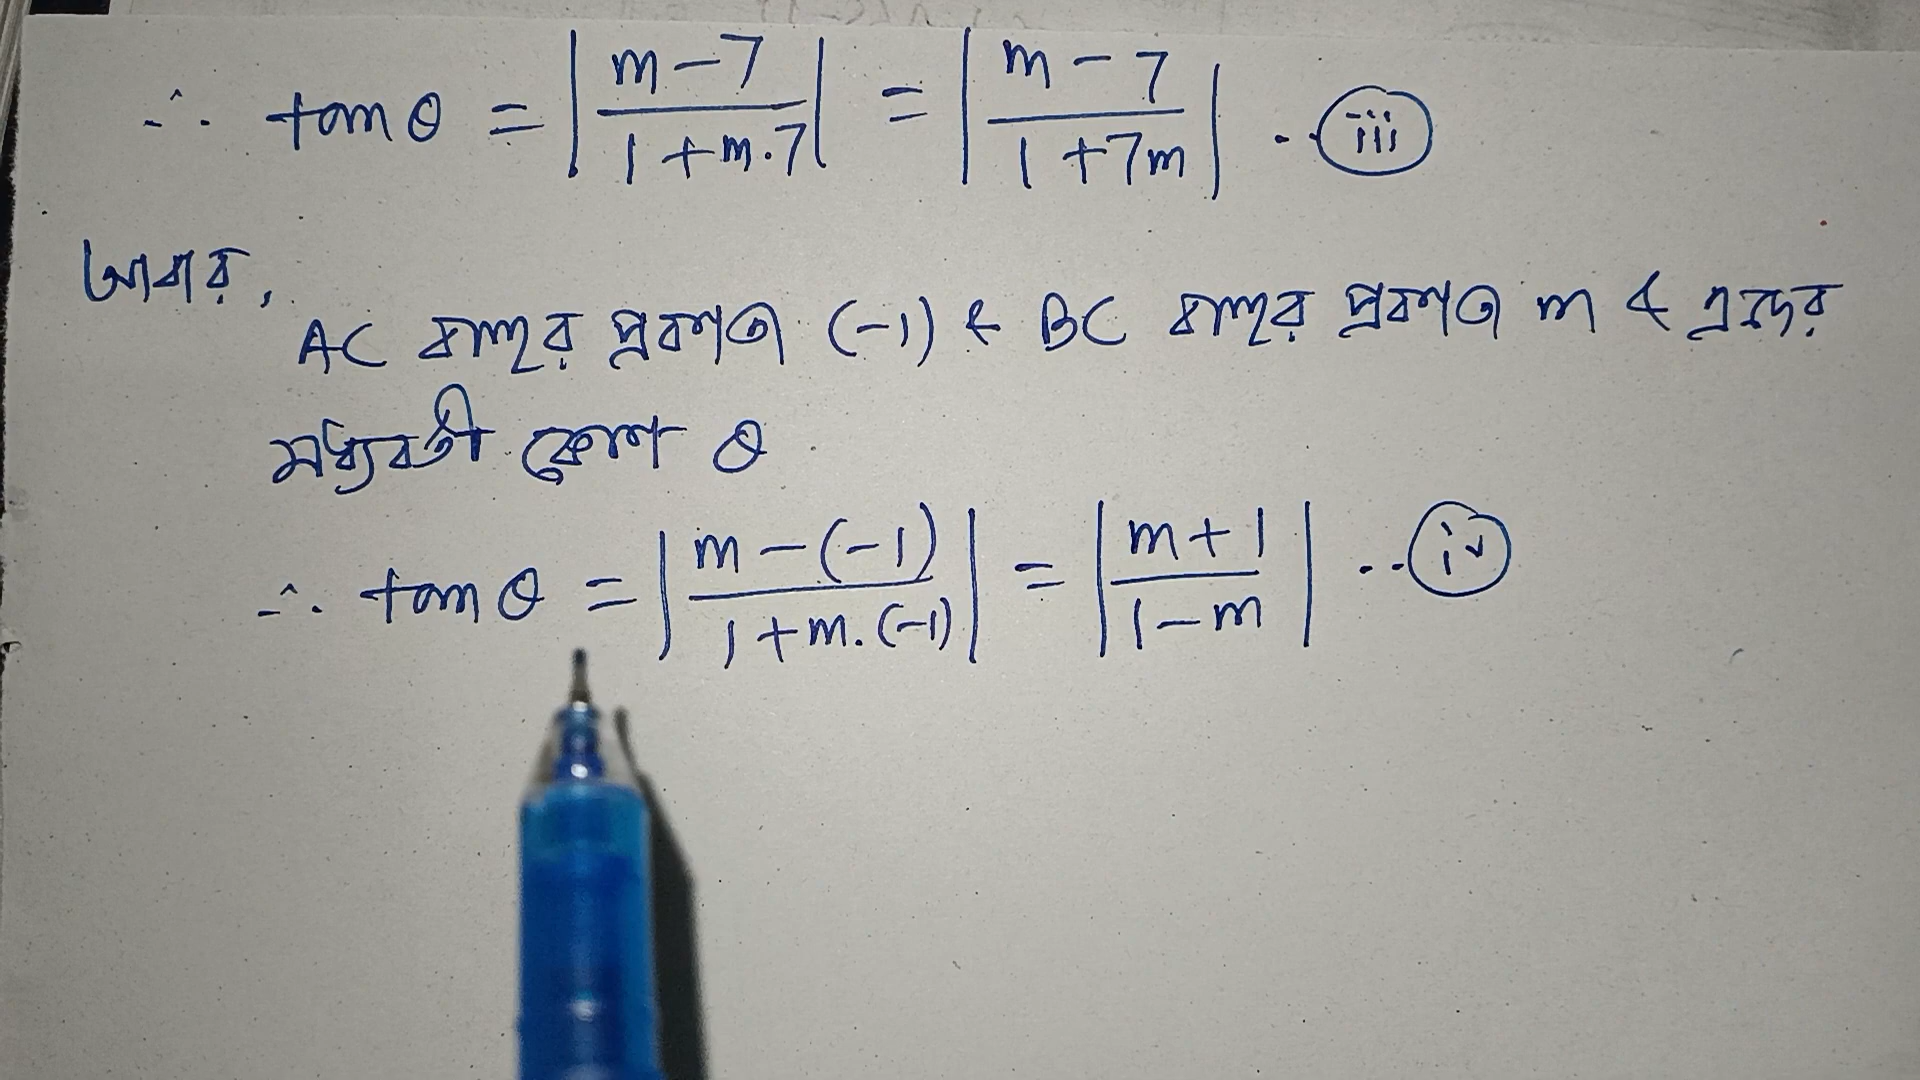 ∴ tan θ = |(m-7)/(1+m.7)| = |(m-7)/(1+7m)| ..(iii)
আবার,
AC বাহুর প্রবণতা (-1) & BC বাহুর প্রবণতা m & এদের
মধ্যবর্তী কোণ θ
∴ tan θ = |(m-(-1))/(1+m.(-1))| = |(m+1)/(1-m)| ..(iv)